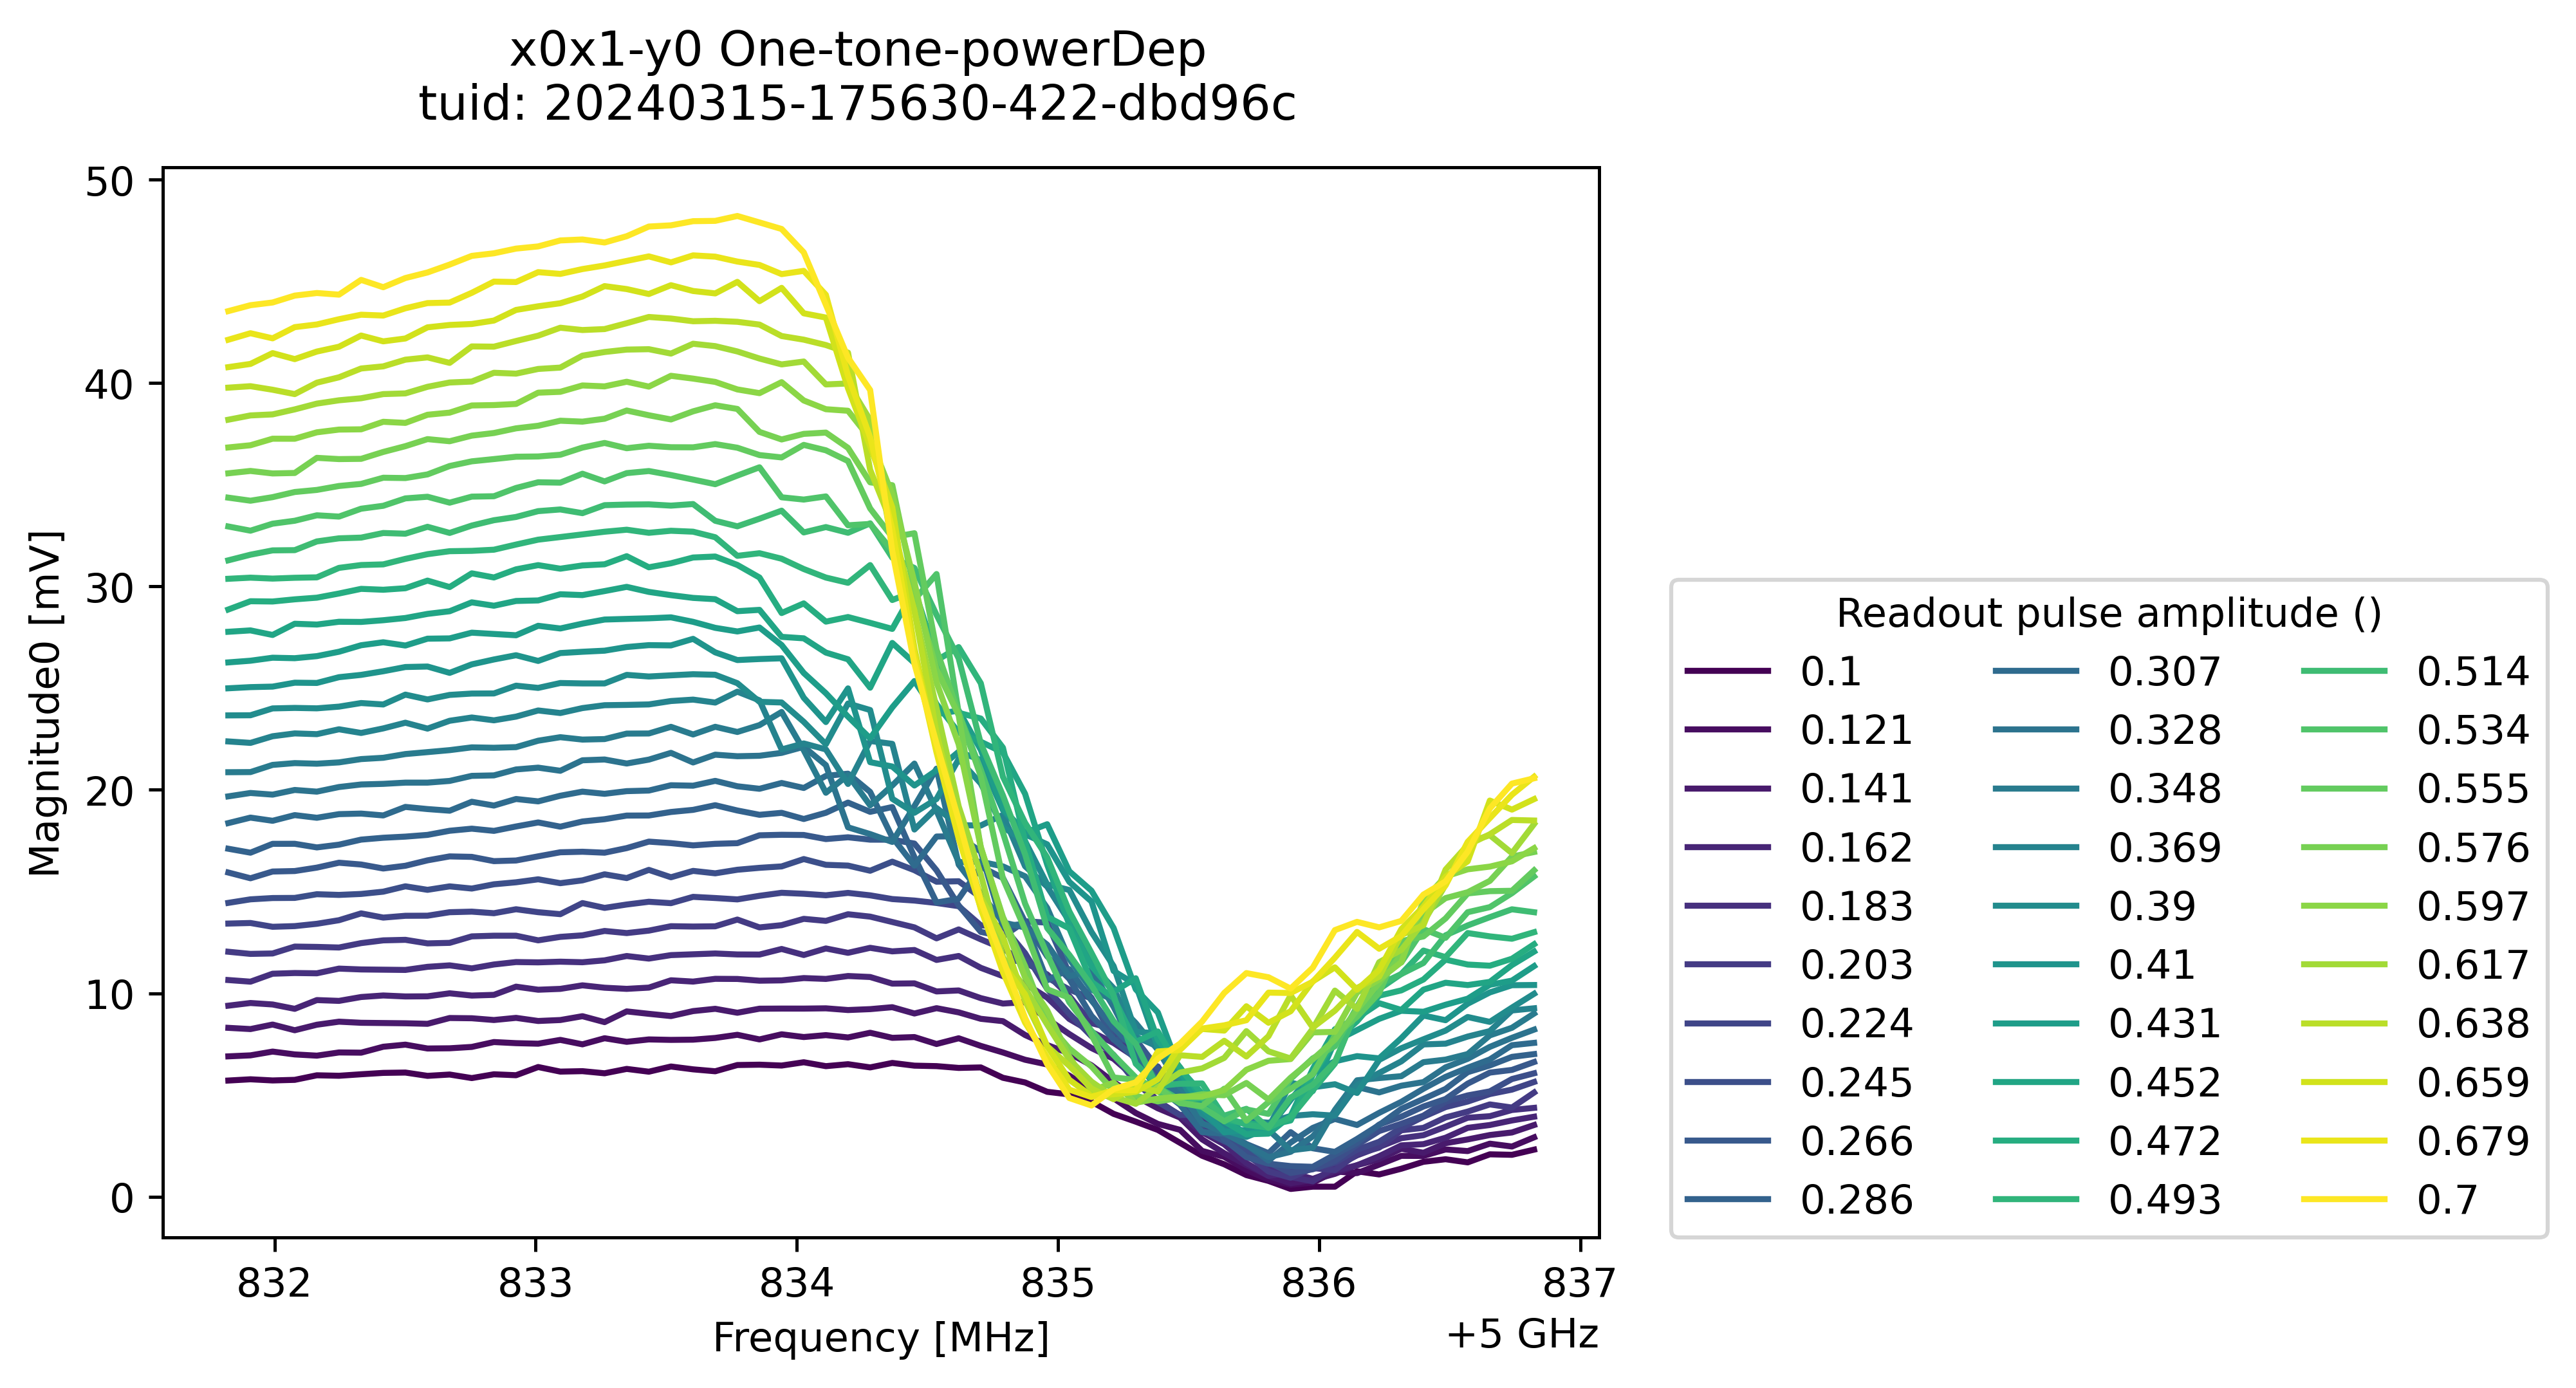 x0x1-y0 One-tone-powerDep
tuid: 20240315-175630-422-dbd96c
50
40
30
20
10
0
Magnitude0 [mV]
832 833 834 835 836 837
Frequency [MHz]
+5 GHz
Readout pulse amplitude ()
0.1 0.307 0.514
0.121 0.328 0.534
0.141 0.348 0.555
0.162 0.369 0.576
0.183 0.39 0.597
0.203 0.41 0.617
0.224 0.431 0.638
0.245 0.452 0.659
0.266 0.472 0.679
0.286 0.493 0.7